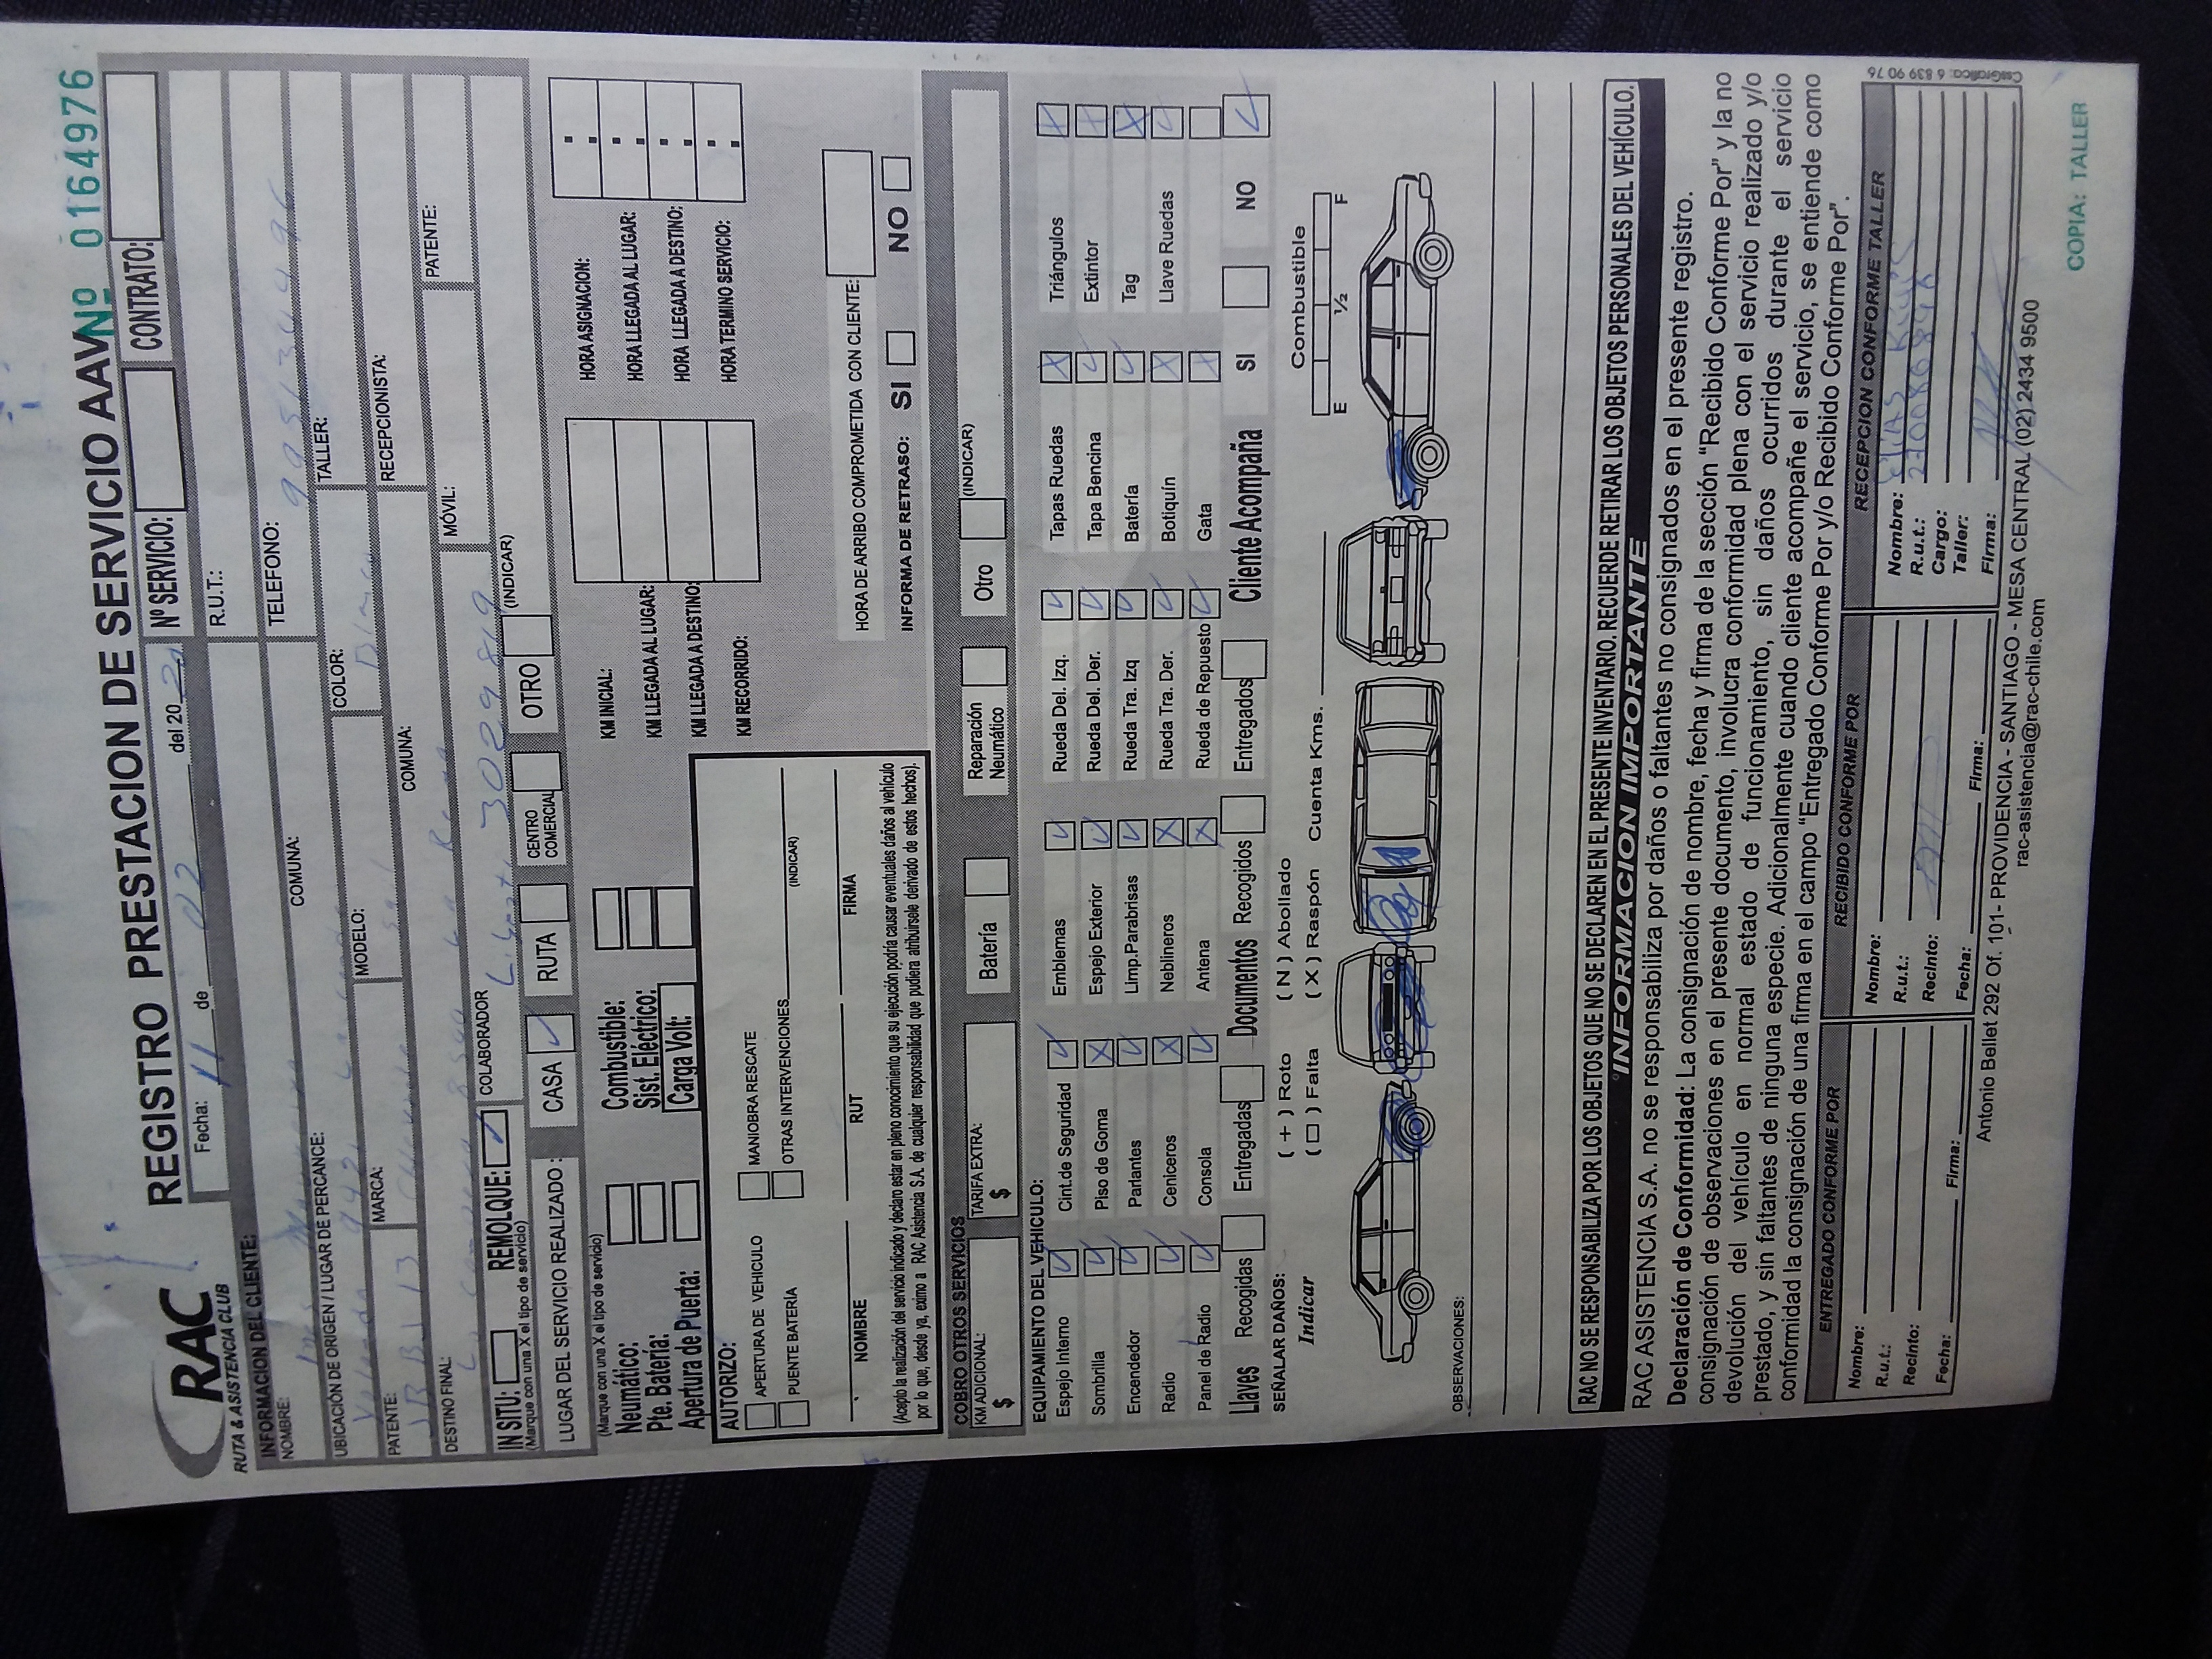 RAC
RUTA & ASISTENCIA CLUB
REGISTRO PRESTACION DE SERVICIO AAV Nº 0164976
Fecha: 11 de 02 del 20 20 Nº SERVICIO: CONTRATO:
INFORMACION DEL CLIENTE:
NOMBRE: R.U.T.:
COMUNA: TELEFONO:
UBICACIÓN DE ORIGEN / LUGAR DE PERCANCE:
COLOR: Blanco TALLER:
PATENTE: MARCA: Chevrolet MODELO: Sail RECEPCIONISTA:
DESTINO FINAL: COMUNA: La Reina
MÓVIL: PATENTE:
IN SITU: REMOLQUE: ✓ COLABORADOR
(Marque con una X el tipo de servicio)
LUGAR DEL SERVICIO REALIZADO: CASA ✓ RUTA CENTRO COMERCIAL OTRO (INDICAR)
(Marque con una X el tipo de servicio)
Neumático: Combustible:
Pte. Batería: Sist. Eléctrico:
Apertura de Puerta: Carga Volt:
KM INICIAL: HORA ASIGNACION:
KM LLEGADA AL LUGAR: HORA LLEGADA AL LUGAR:
KM LLEGADA A DESTINO: HORA LLEGADA A DESTINO:
KM RECORRIDO: HORA TERMINO SERVICIO:
AUTORIZO:
APERTURA DE VEHICULO MANIOBRA RESCATE
PUENTE BATERÍA OTRAS INTERVENCIONES (INDICAR)
NOMBRE RUT FIRMA
(Acepto la realización del servicio indicado y declaro estar en pleno conocimiento que su ejecución podría causar eventuales daños al vehículo
por lo que, desde ya, eximo a RAC Asistencia S.A. de cualquier responsabilidad que pudiera atribuírsele derivado de estos hechos).
HORA DE ARRIBO COMPROMETIDA CON CLIENTE:
INFORMA DE RETRASO: SI NO
COBRO OTROS SERVICIOS
KM ADICIONAL: $ TARIFA EXTRA: $ Batería Reparación Neumático Otro (INDICAR)
EQUIPAMIENTO DEL VEHICULO:
Espejo Interno Cint. de Seguridad Emblemas Rueda Del. Izq. Tapas Ruedas Triángulos
Sombrilla Piso de Goma Espejo Exterior Rueda Del. Der. Tapa Bencina Extintor
Encendedor Parlantes Limp. Parabrisas Rueda Tra. Izq Batería Tag
Radio Ceniceros Neblineros Rueda Tra. Der. Botiquín Llave Ruedas
Panel de Radio Consola Antena Rueda de Repuesto Gata
Llaves Recogidas Entregadas Documentos Recogidos Entregados Cliente Acompaña SI NO
SEÑALAR DAÑOS: ( + ) Roto ( N ) Abollado
Indicar ( □ ) Falta ( X ) Raspón Cuenta Kms.
Combustible
E 1/2 F
OBSERVACIONES:
RAC NO SE RESPONSABILIZA POR LOS OBJETOS QUE NO SE DECLAREN EN EL PRESENTE INVENTARIO. RECUERDE RETIRAR LOS OBJETOS PERSONALES DEL VEHÍCULO.
INFORMACION IMPORTANTE
RAC ASISTENCIA S.A. no se responsabiliza por daños o faltantes no consignados en el presente registro.
Declaración de Conformidad: La consignación de nombre, fecha y firma de la sección “Recibido Conforme Por” y la no
consignación de observaciones en el presente documento, involucra conformidad plena con el servicio realizado y/o
devolución del vehículo en normal estado de funcionamiento, sin daños ocurridos durante el servicio
prestado, y sin faltantes de ninguna especie. Adicionalmente cuando cliente acompañe el servicio, se entiende como
conformidad la consignación de una firma en el campo “Entregado Conforme Por y/o Recibido Conforme Por”.
ENTREGADO CONFORME POR RECIBIDO CONFORME POR RECEPCION CONFORME TALLER
Nombre: Nombre: Nombre:
R.u.t.: R.u.t.: R.u.t.:
Recinto: Recinto: Cargo:
Fecha: Firma: Fecha: Firma: Taller:
Firma:
Antonio Bellet 292 Of. 101- PROVIDENCIA - SANTIAGO - MESA CENTRAL (02) 2434 9500
rac-asistencia@rac-chile.com
CssGrafica: 6 839 90 76
COPIA: TALLER